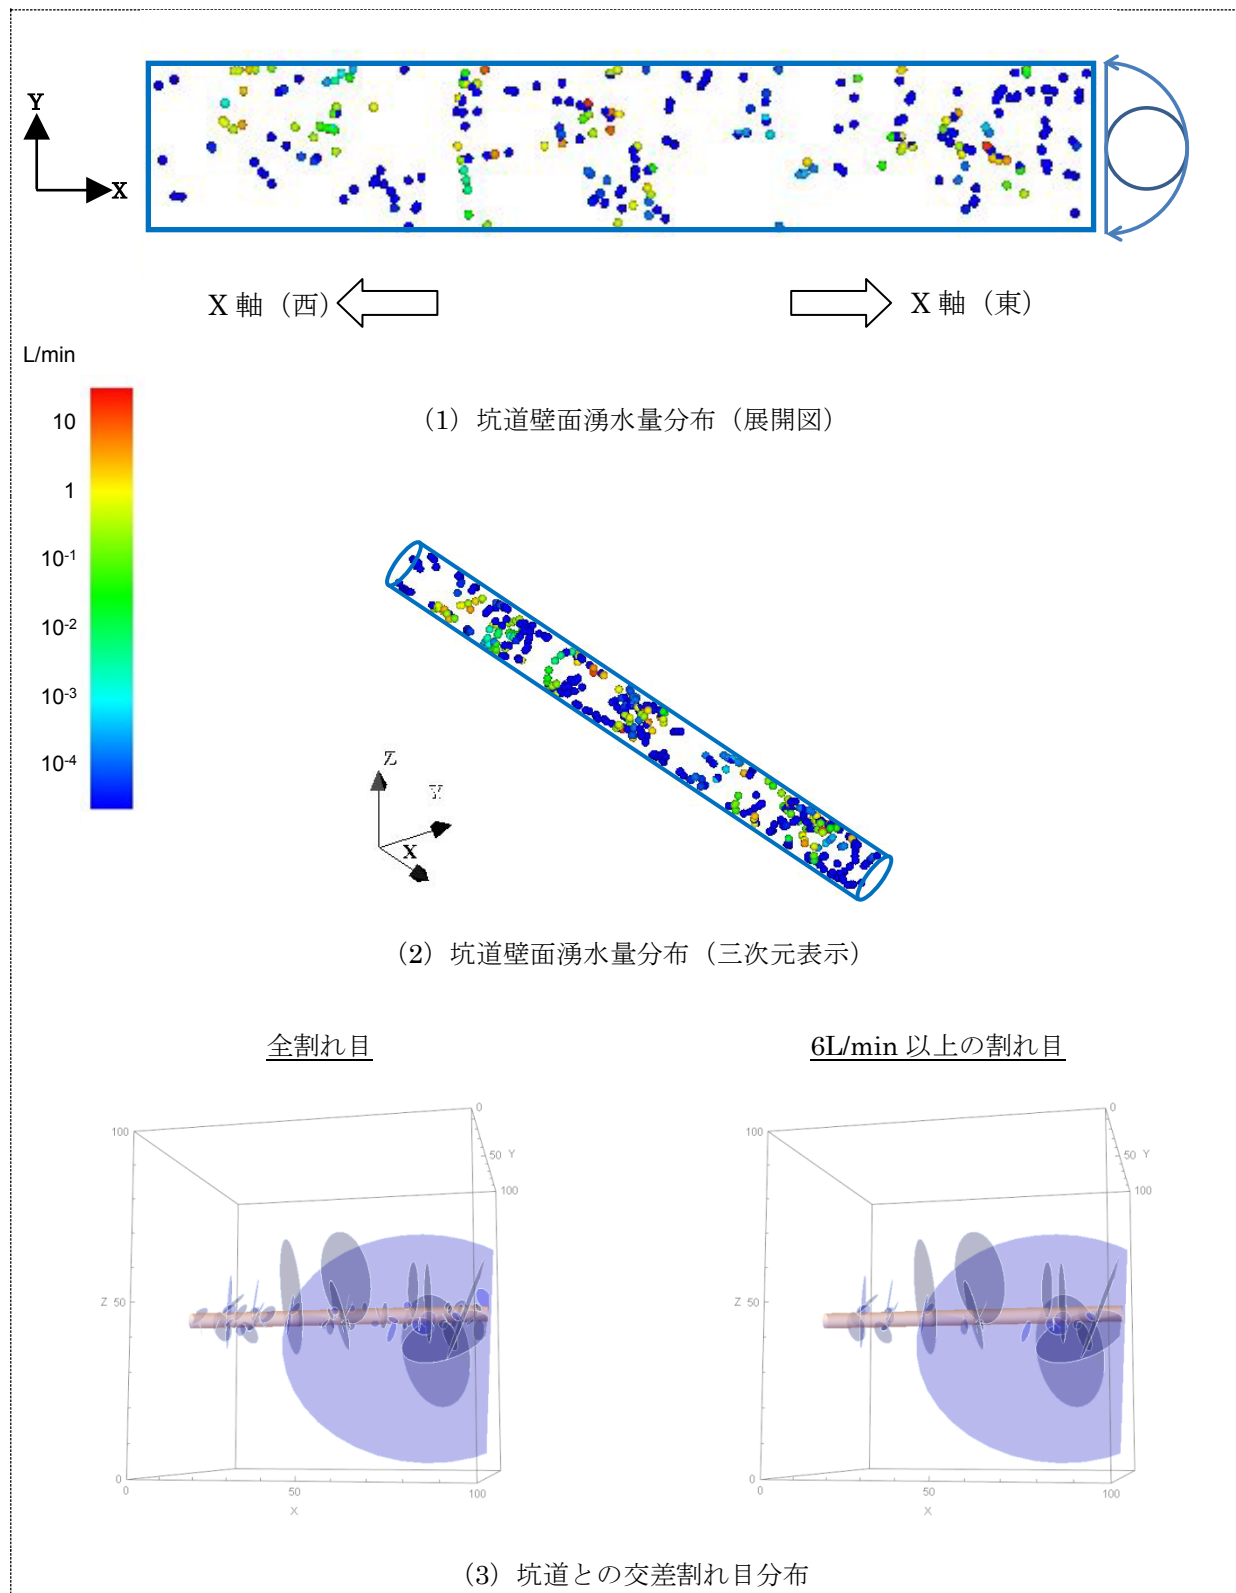 Y
X
X 軸（西）
X 軸（東）
L/min
10
1
10-1
10-2
10-3
10-4
（1）坑道壁面湧水量分布（展開図）
Z
Y
X
（2）坑道壁面湧水量分布（三次元表示）
全割れ目
6L/min 以上の割れ目
100
0
50 Y
100
Z 50
0
0
50
100
X
100
0
50 Y
100
Z 50
0
0
50
100
X
（3）坑道との交差割れ目分布